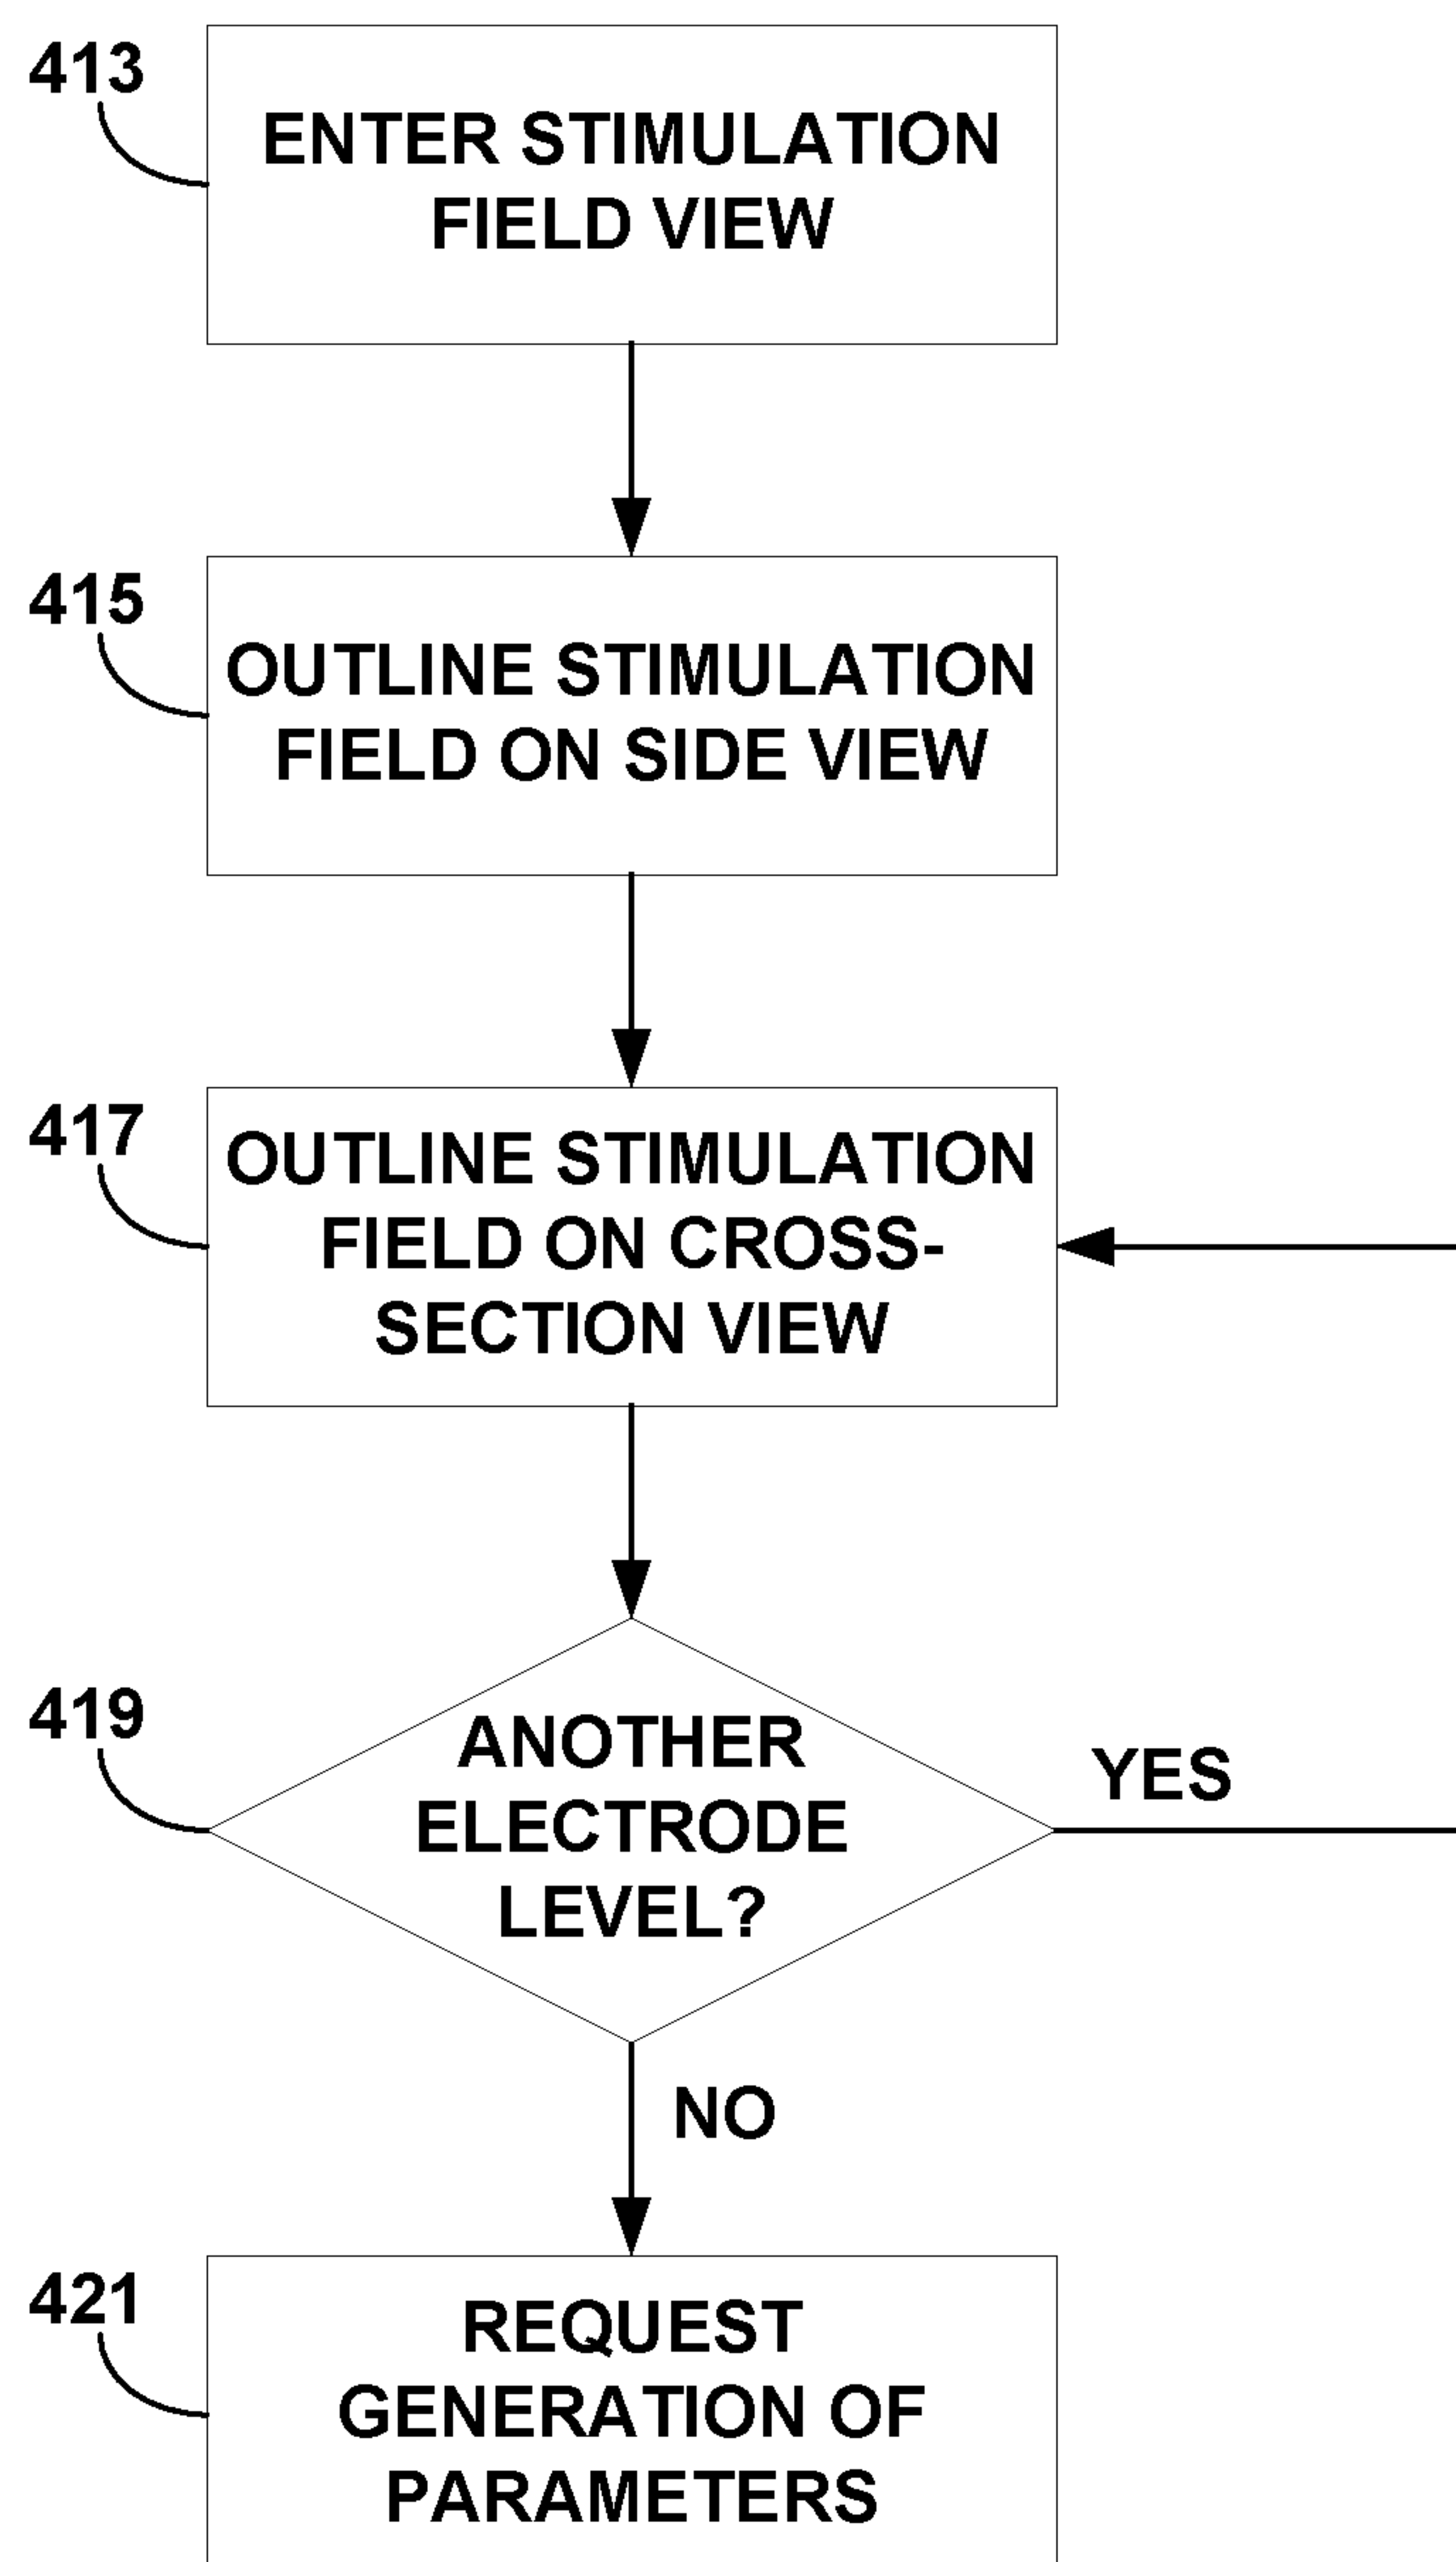 413
ENTER STIMULATION
FIELD VIEW
415
OUTLINE STIMULATION
FIELD ON SIDE VIEW
417
OUTLINE STIMULATION
FIELD ON CROSS-
SECTION VIEW
419
ANOTHER
ELECTRODE
LEVEL?
YES
NO
421
REQUEST
GENERATION OF
PARAMETERS